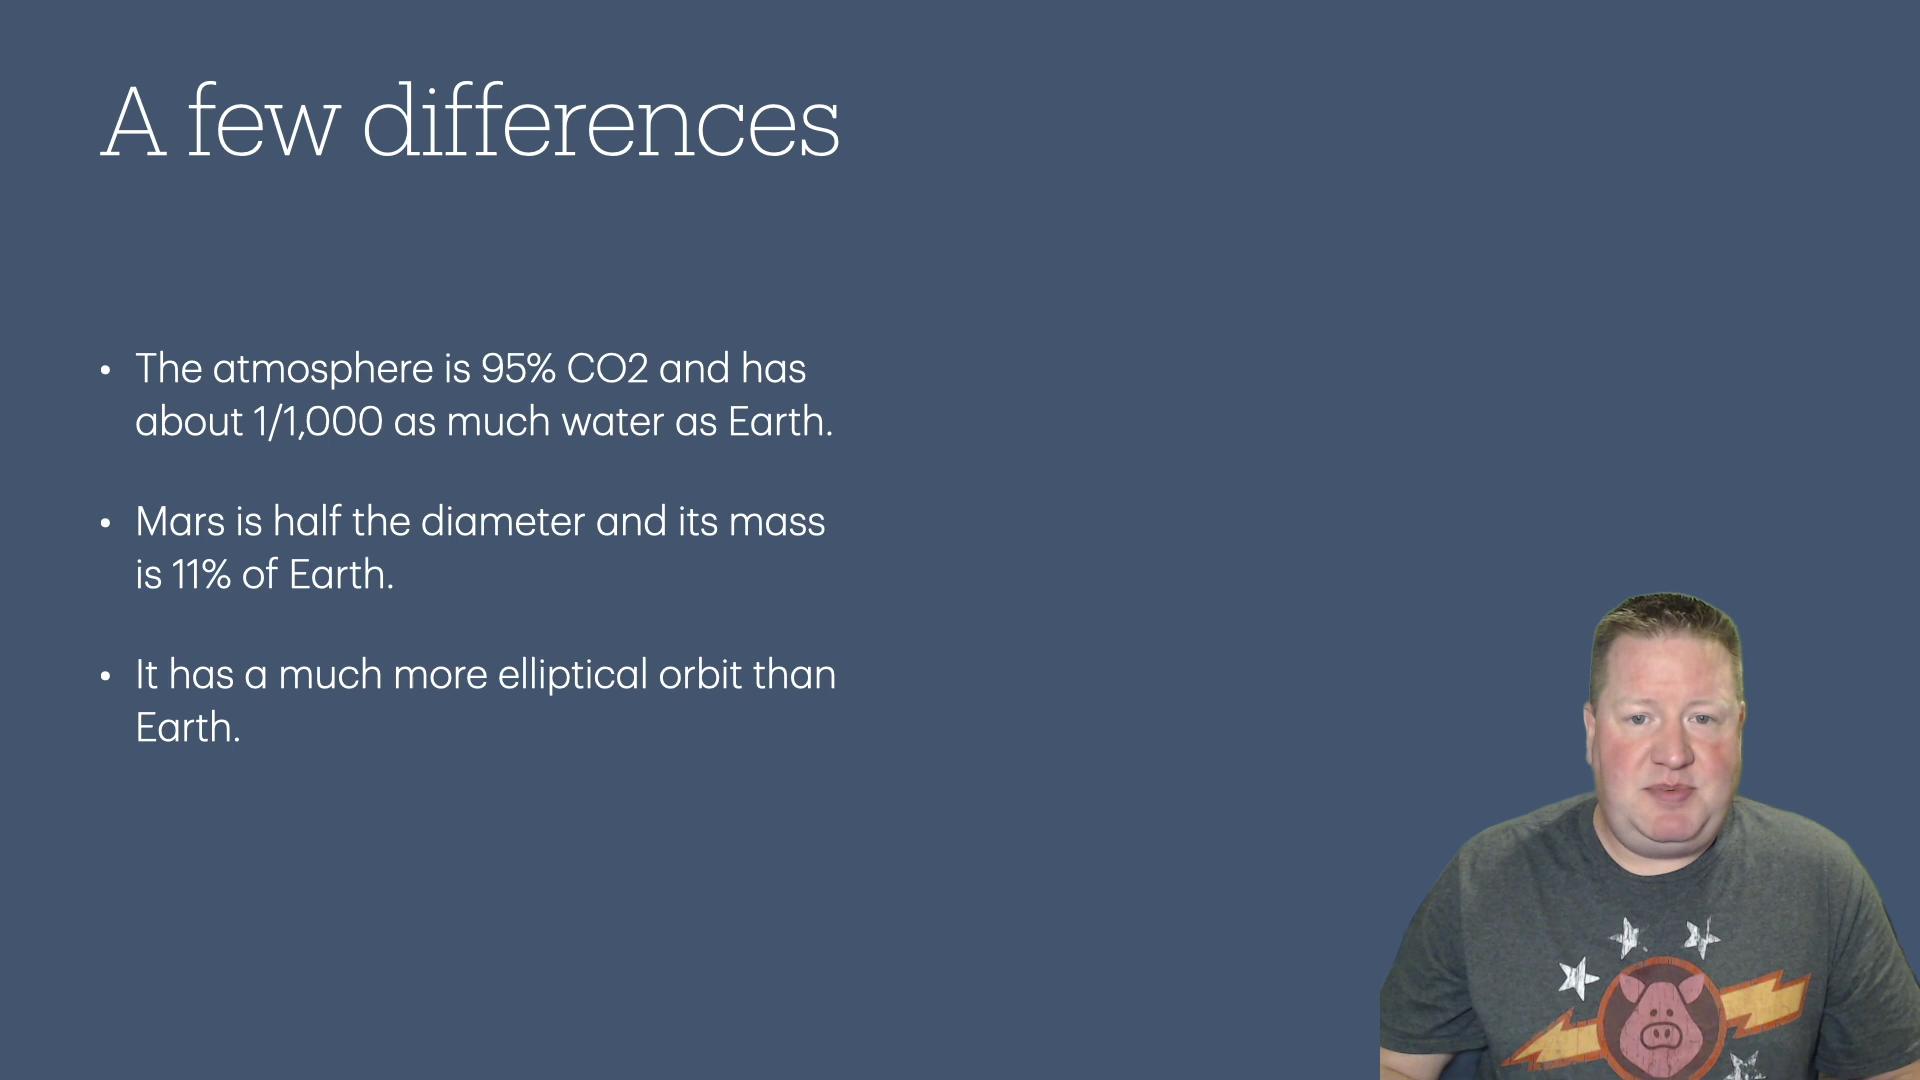 A few differences
• The atmosphere is 95% CO2 and has
about 1/1,000 as much water as Earth.
• Mars is half the diameter and its mass
is 11% of Earth.
• It has a much more elliptical orbit than
Earth.